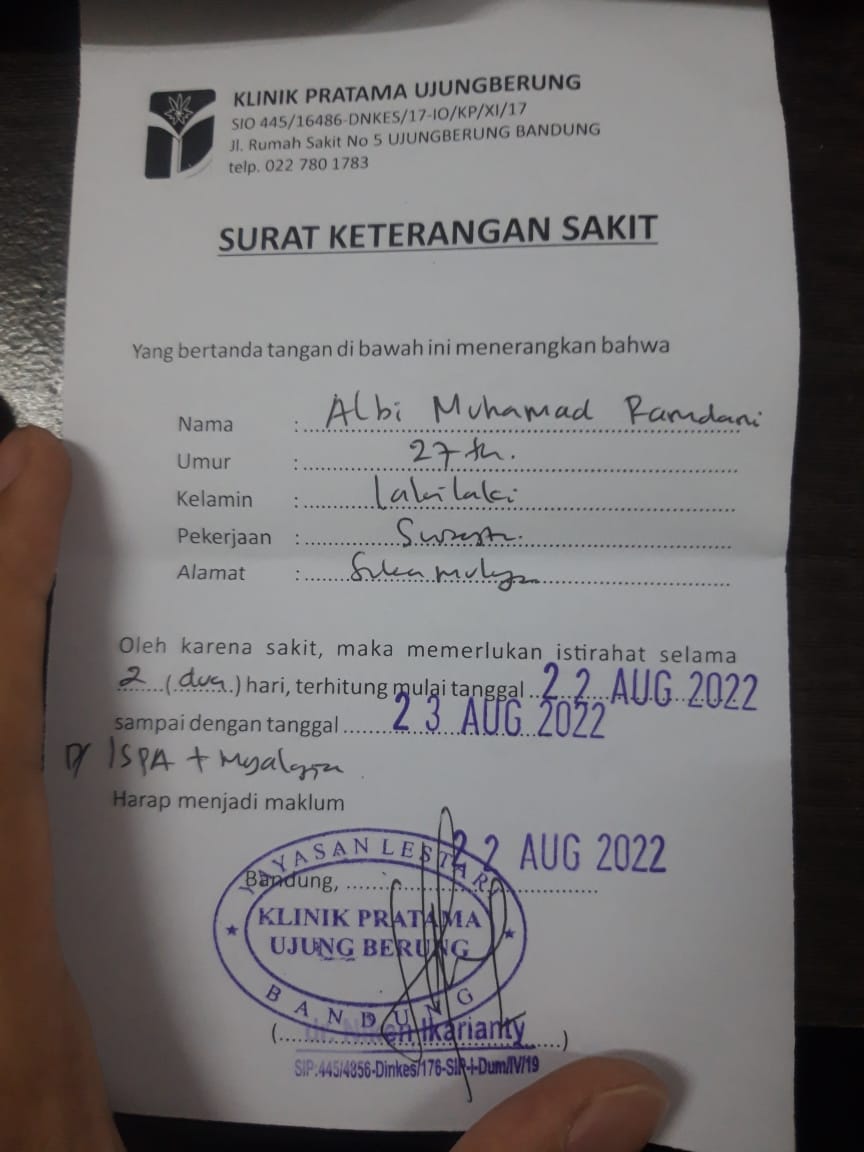 KLINIK PRATAMA UJUNGBERUNG
SIO 445/16486-DNKES/17-IO/KP/XI/17
Jl. Rumah Sakit No 5 UJUNGBERUNG BANDUNG
telp. 022 780 1783
SURAT KETERANGAN SAKIT
Yang bertanda tangan di bawah ini menerangkan bahwa
Nama : Albi Muhamad Ramdani
Umur : 27 th.
Kelamin : Laki laki
Pekerjaan :
Alamat : Suka mulya
Oleh karena sakit, maka memerlukan istirahat selama
2 (dua) hari, terhitung mulai tanggal 22 AUG 2022
sampai dengan tanggal 23 AUG 2022
D/ ISPA + Myalgia
Harap menjadi maklum
Bandung, 22 AUG 2022
YAYASAN LESTARI
KLINIK PRATAMA
UJUNG BERUNG
BANDUNG
(dr. Ikarianty)
SIP:445/4856-Dinkes/176-SIP-I-Dum/IV/19